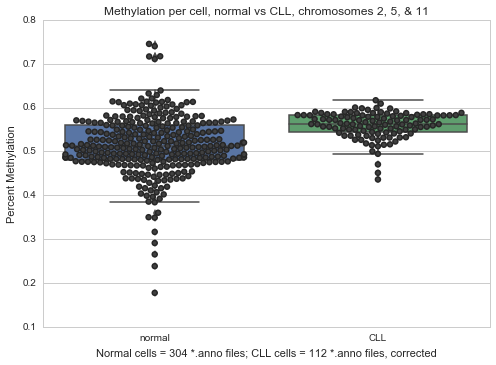 Methylation per cell, normal vs CLL, chromosomes 2, 5, & 11
0.8
0.7
0.6
0.5
0.4
0.3
0.2
0.1
Percent Methylation
normal
CLL
Normal cells = 304 *.anno files; CLL cells = 112 *.anno files, corrected